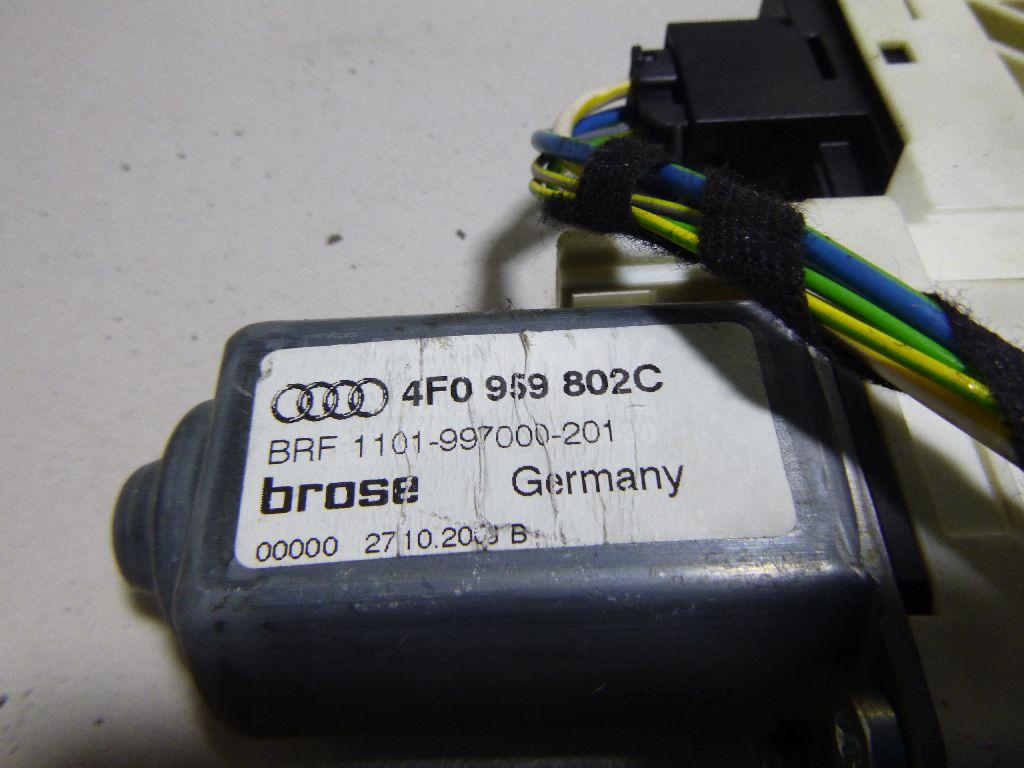 4F0 959 802C
BRF 1101-997000-201
brose Germany
00000 B